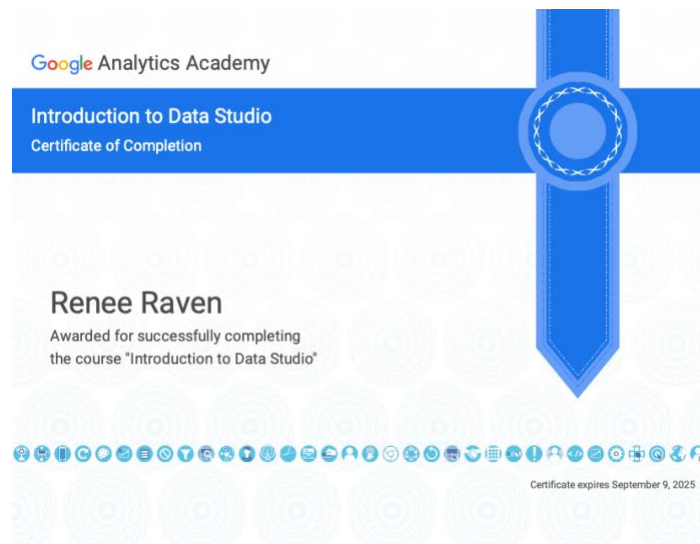 Google Analytics Academy
Introduction to Data Studio
Certificate of Completion
Renee Raven
Awarded for successfully completing
the course "Introduction to Data Studio"
Certificate expires September 9, 2025